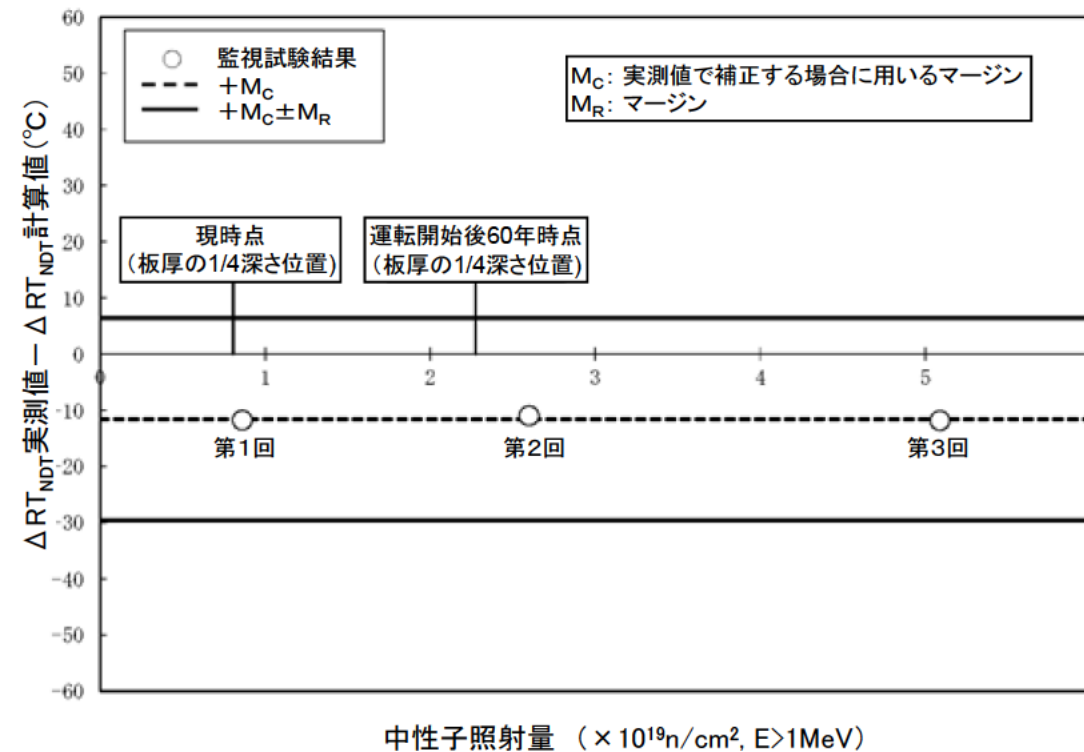 60
50
40
30
20
10
0
-10
-20
-30
-40
-50
-60
ΔRT_NDT実測値－ΔRT_NDT計算値(℃)
監視試験結果
＋M_C
＋M_C±M_R
M_C: 実測値で補正する場合に用いるマージン
M_R: マージン
現時点
(板厚の1/4深さ位置)
運転開始後60年時点
(板厚の1/4深さ位置)
0 1 2 3 4 5
第1回 第2回 第3回
中性子照射量 (×10¹⁹n/cm², E>1MeV)